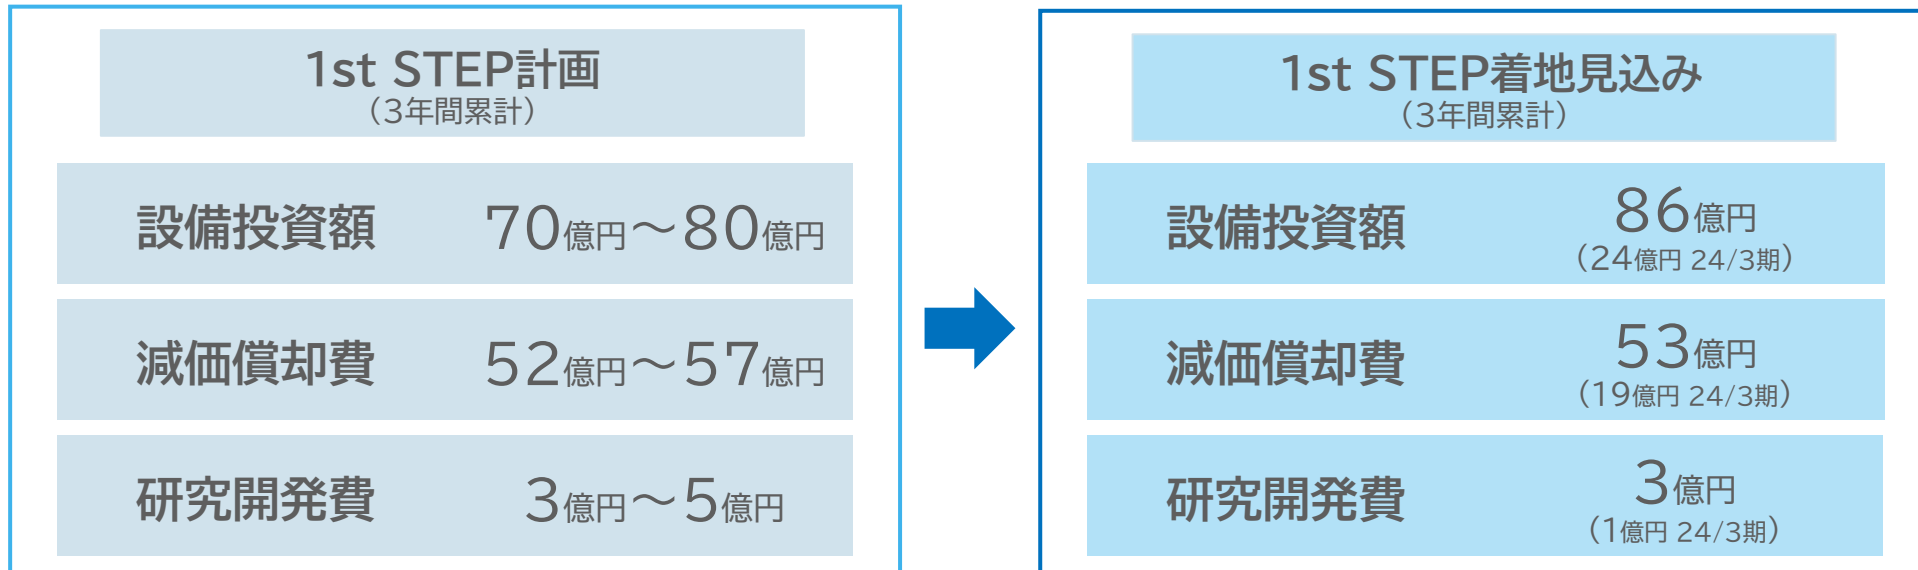 1st STEP計画
（3年間累計）
設備投資額 70億円～80億円
減価償却費 52億円～57億円
研究開発費 3億円～5億円
1st STEP着地見込み
（3年間累計）
設備投資額 86億円
（24億円 24/3期）
減価償却費 53億円
（19億円 24/3期）
研究開発費 3億円
（1億円 24/3期）